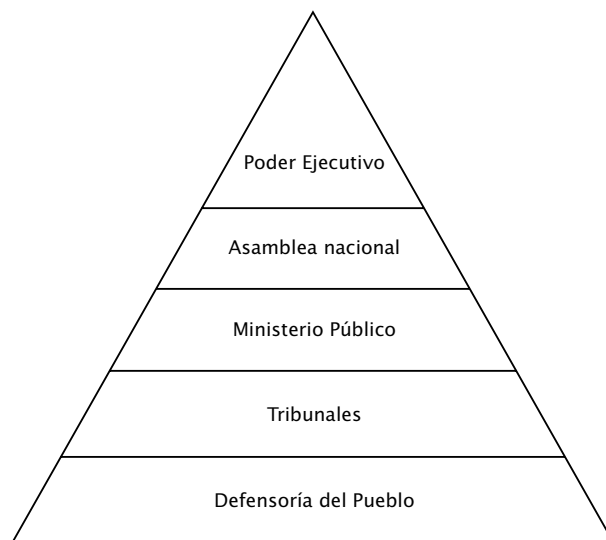 Poder Ejecutivo
Asamblea nacional
Ministerio Público
Tribunales
Defensoría del Pueblo